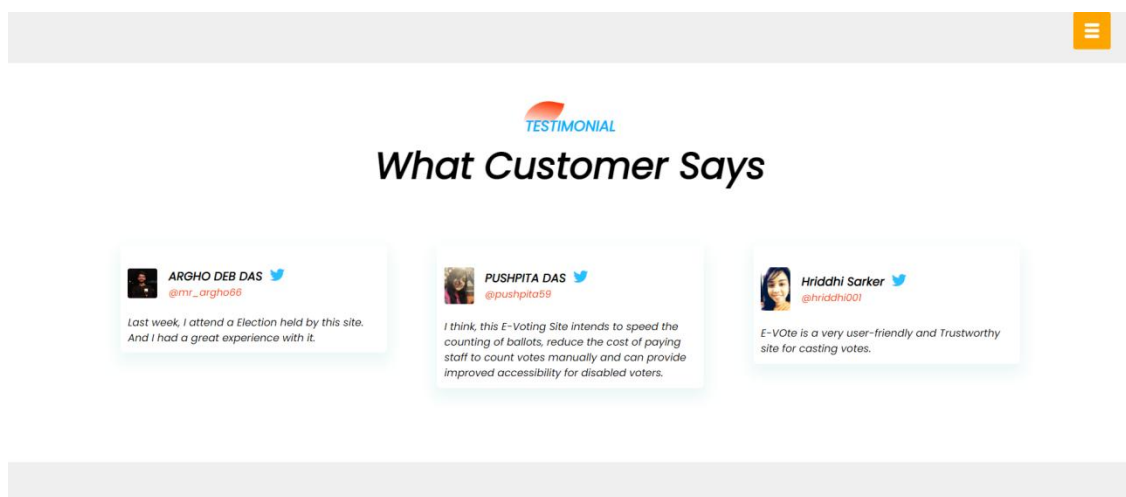 TESTIMONIAL
What Customer Says
ARGHO DEB DAS
@mr_argho66
Last week, I attend a Election held by this site.
And I had a great experience with it.
PUSHPITA DAS
@pushpita59
I think, this E-Voting Site intends to speed the
counting of ballots, reduce the cost of paying
staff to count votes manually and can provide
improved accessibility for disabled voters.
Hriddhi Sarker
@hriddhi001
E-VOte is a very user-friendly and Trustworthy
site for casting votes.